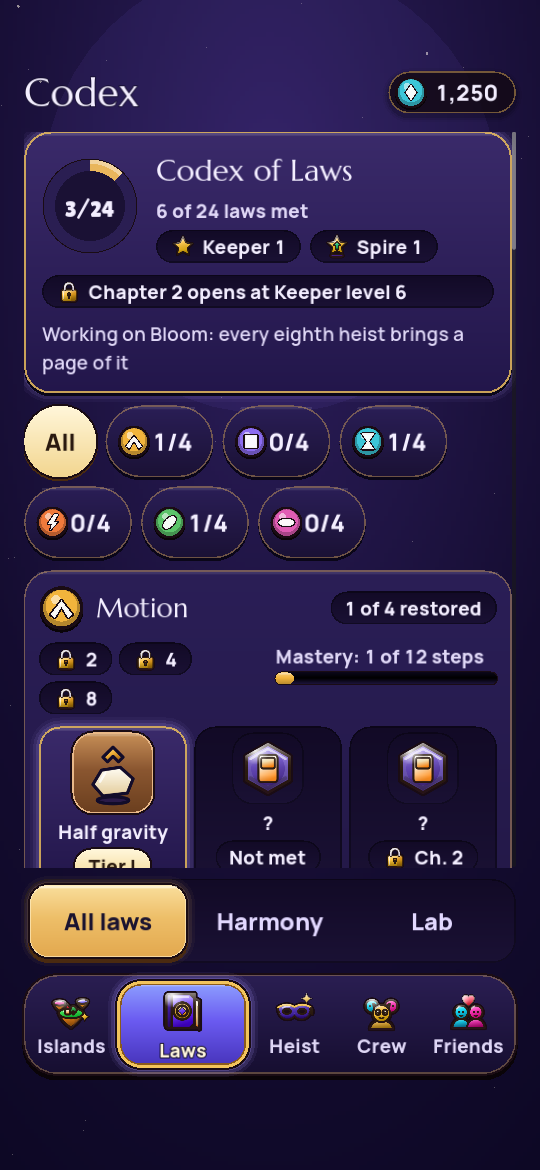 Codex
1,250
Codex of Laws
3/24
6 of 24 laws met
Keeper 1
Spire 1
Chapter 2 opens at Keeper level 6
Working on Bloom: every eighth heist brings a
page of it
All
1/4
0/4
1/4
0/4
1/4
0/4
Motion
1 of 4 restored
2
4
8
Mastery: 1 of 12 steps
Half gravity
?
?
Tier I
Not met
Ch. 2
All laws
Harmony
Lab
Islands
Laws
Heist
Crew
Friends